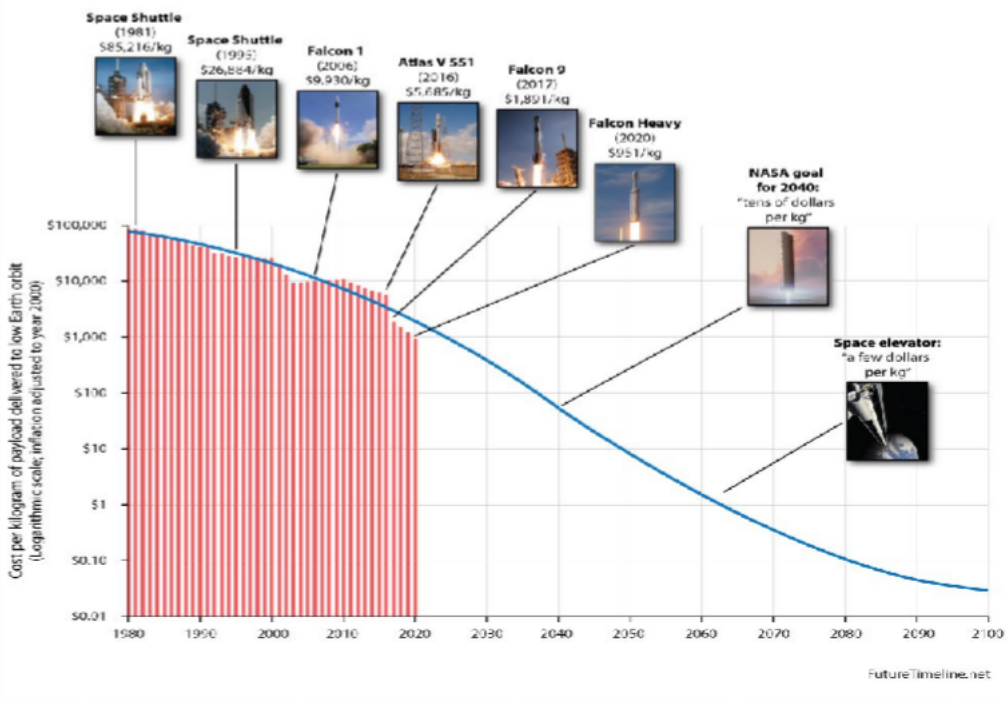 Space Shuttle
(1981)
$85,216/kg
Space Shuttle
(1995)
$26,884/kg
Falcon 1
(2006)
$9,930/kg
Atlas V 551
(2016)
$5,685/kg
Falcon 9
(2017)
$1,891/kg
Falcon Heavy
(2020)
$951/kg
NASA goal
for 2040:
"tens of dollars
per kg"
Space elevator:
"a few dollars
per kg"
Cost per kilogram of payload delivered to low Earth orbit
(Logarithmic scale; inflation adjusted to year 2000)
$100,000
$10,000
$1,000
$100
$10
$1
$0.10
$0.01
1980
1990
2000
2010
2020
2030
2040
2050
2060
2070
2080
2090
2100
FutureTimeline.net